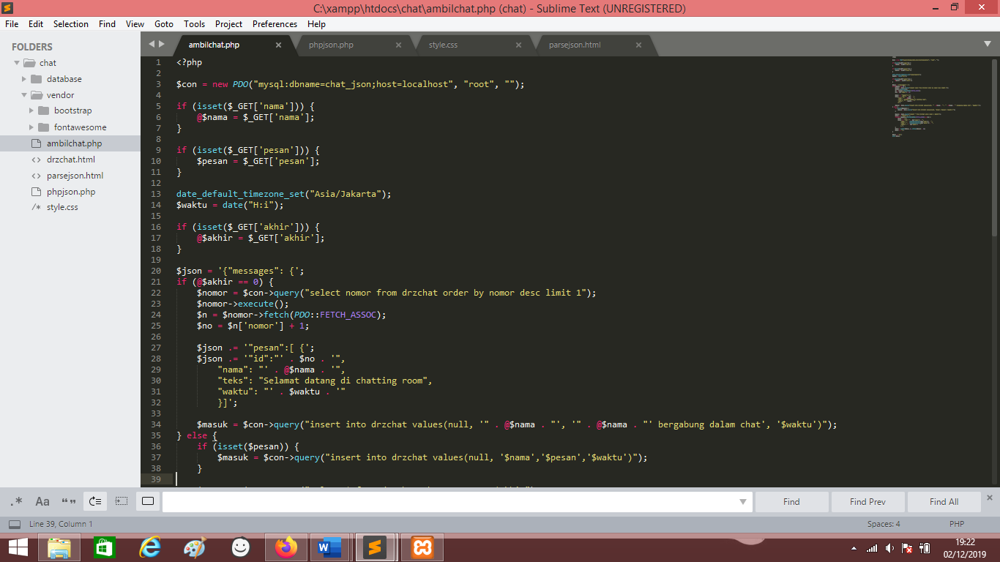 C:\xampp\htdocs\chat\ambilchat.php (chat) - Sublime Text (UNREGISTERED)
File Edit Selection Find View Goto Tools Project Preferences Help
FOLDERS
chat
database
vendor
bootstrap
fontawesome
ambilchat.php
drzchat.html
parsejson.html
phpjson.php
style.css
ambilchat.php phpjson.php style.css parsejson.html
1 <?php
2
3 $con = new PDO("mysql:dbname=chat_json;host=localhost", "root", "");
4
5 if (isset($_GET['nama'])) {
6     @$nama = $_GET['nama'];
7 }
8
9 if (isset($_GET['pesan'])) {
10     $pesan = $_GET['pesan'];
11 }
12
13 date_default_timezone_set("Asia/Jakarta");
14 $waktu = date("H:i");
15
16 if (isset($_GET['akhir'])) {
17     @$akhir = $_GET['akhir'];
18 }
19
20 $json = '{"messages": {';
21 if (@$akhir == 0) {
22     $nomor = $con->query("select nomor from drzchat order by nomor desc limit 1");
23     $nomor->execute();
24     $n = $nomor->fetch(PDO::FETCH_ASSOC);
25     $no = $n['nomor'] + 1;
26
27     $json .= '"pesan":[ {';
28     $json .= '"id":"' . $no . '",
29         "nama": "' . @$nama . '",
30         "teks": "Selamat datang di chatting room",
31         "waktu": "' . $waktu . '"
32         }]';
33
34     $masuk = $con->query("insert into drzchat values(null, '" . @$nama . "', '" . @$nama . "' bergabung dalam chat', '$waktu')");
35 } else {
36     if (isset($pesan)) {
37         $masuk = $con->query("insert into drzchat values(null, '$nama','$pesan','$waktu')");
38     }
39
.* Aa “” Find Find Prev Find All
Line 39, Column 1 Spaces: 4 PHP
19:22
02/12/2019